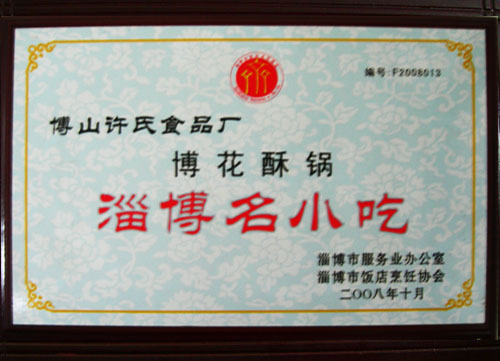 编号:F2008013
博山许氏食品厂
博花酥锅
淄博名小吃
淄博市服务业办公室
淄博市饭店烹饪协会
二〇〇八年十月